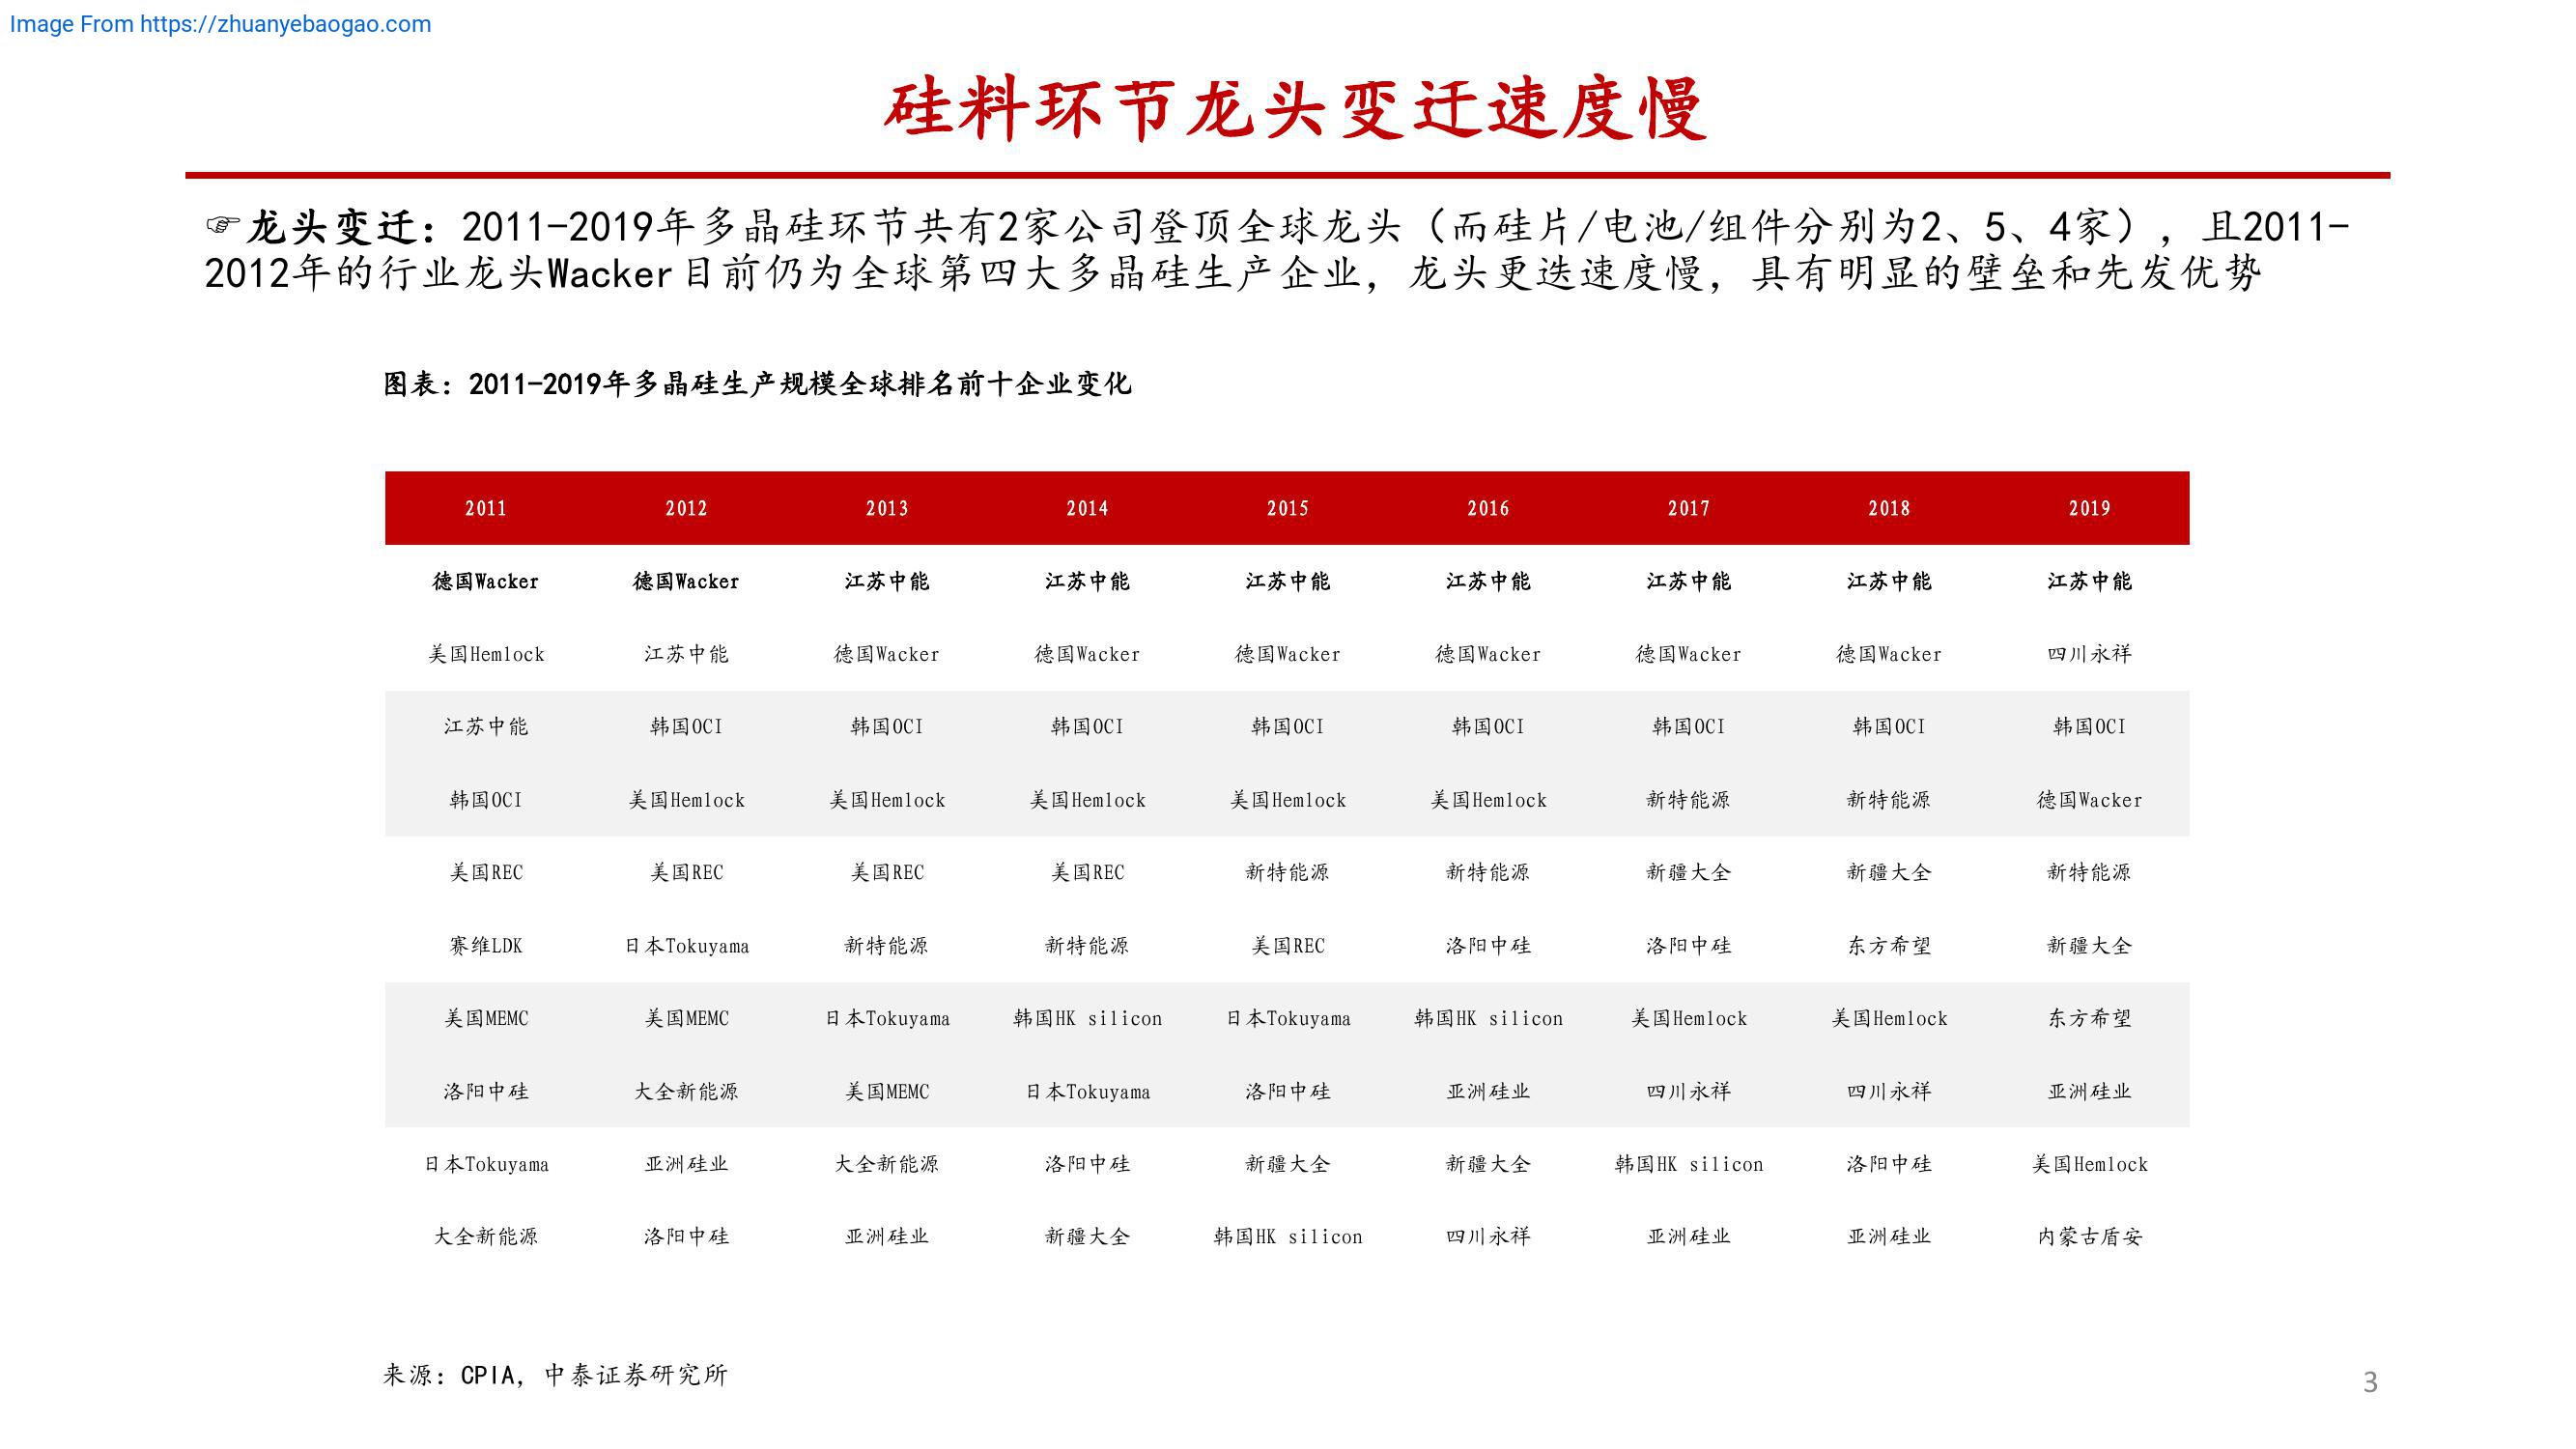 Image From https://zhuanyebaogao.com
硅料环节龙头变迁速度慢
☞龙头变迁：2011-2019年多晶硅环节共有2家公司登顶全球龙头（而硅片/电池/组件分别为2、5、4家），且2011-
2012年的行业龙头Wacker目前仍为全球第四大多晶硅生产企业，龙头更迭速度慢，具有明显的壁垒和先发优势
图表：2011-2019年多晶硅生产规模全球排名前十企业变化
2011 2012 2013 2014 2015 2016 2017 2018 2019
德国Wacker 德国Wacker 江苏中能 江苏中能 江苏中能 江苏中能 江苏中能 江苏中能 江苏中能
美国Hemlock 江苏中能 德国Wacker 德国Wacker 德国Wacker 德国Wacker 德国Wacker 德国Wacker 四川永祥
江苏中能 韩国OCI 韩国OCI 韩国OCI 韩国OCI 韩国OCI 韩国OCI 韩国OCI 韩国OCI
韩国OCI 美国Hemlock 美国Hemlock 美国Hemlock 美国Hemlock 美国Hemlock 新特能源 新特能源 德国Wacker
美国REC 美国REC 美国REC 美国REC 新特能源 新特能源 新疆大全 新疆大全 新特能源
赛维LDK 日本Tokuyama 新特能源 新特能源 美国REC 洛阳中硅 洛阳中硅 东方希望 新疆大全
美国MEMC 美国MEMC 日本Tokuyama 韩国HK silicon 日本Tokuyama 韩国HK silicon 美国Hemlock 美国Hemlock 东方希望
洛阳中硅 大全新能源 美国MEMC 日本Tokuyama 洛阳中硅 亚洲硅业 四川永祥 四川永祥 亚洲硅业
日本Tokuyama 亚洲硅业 大全新能源 洛阳中硅 新疆大全 新疆大全 韩国HK silicon 洛阳中硅 美国Hemlock
大全新能源 洛阳中硅 亚洲硅业 新疆大全 韩国HK silicon 四川永祥 亚洲硅业 亚洲硅业 内蒙古盾安
来源：CPIA，中泰证券研究所
3